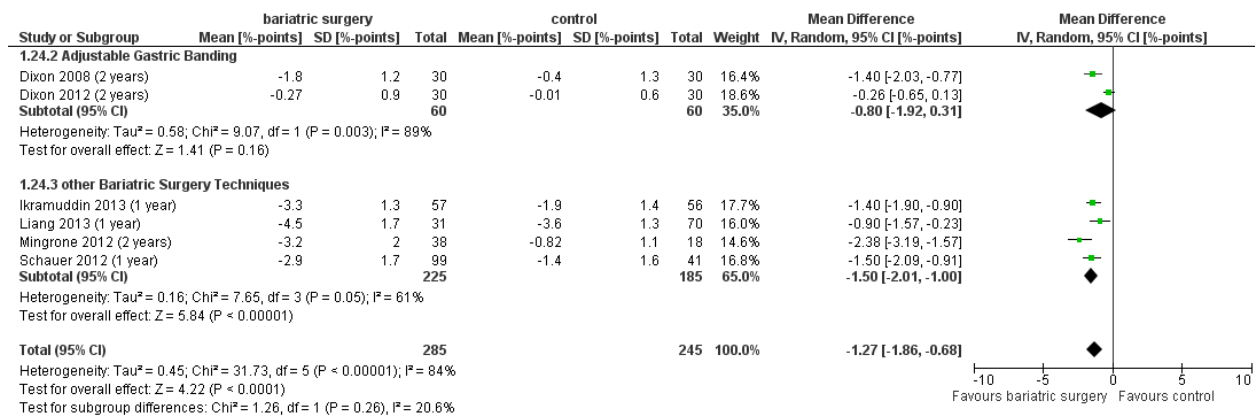 bariatric surgery control Mean Difference Mean Difference
Study or Subgroup Mean [%-points] SD [%-points] Total Mean [%-points] SD [%-points] Total Weight IV, Random, 95% CI [%-points] IV, Random, 95% CI [%-points]
1.24.2 Adjustable Gastric Banding
Dixon 2008 (2 years) -1.8 1.2 30 -0.4 1.3 30 16.4% -1.40 [-2.03, -0.77]
Dixon 2012 (2 years) -0.27 0.9 30 -0.01 0.6 30 18.6% -0.26 [-0.65, 0.13]
Subtotal (95% CI) 60 60 35.0% -0.80 [-1.92, 0.31]
Heterogeneity: Tau² = 0.58; Chi² = 9.07, df = 1 (P = 0.003); I² = 89%
Test for overall effect: Z = 1.41 (P = 0.16)
1.24.3 other Bariatric Surgery Techniques
Ikramuddin 2013 (1 year) -3.3 1.3 57 -1.9 1.4 56 17.7% -1.40 [-1.90, -0.90]
Liang 2013 (1 year) -4.5 1.7 31 -3.6 1.3 70 16.0% -0.90 [-1.57, -0.23]
Mingrone 2012 (2 years) -3.2 2 38 -0.82 1.1 18 14.6% -2.38 [-3.19, -1.57]
Schauer 2012 (1 year) -2.9 1.7 99 -1.4 1.6 41 16.8% -1.50 [-2.09, -0.91]
Subtotal (95% CI) 225 185 65.0% -1.50 [-2.01, -1.00]
Heterogeneity: Tau² = 0.16; Chi² = 7.65, df = 3 (P = 0.05); I² = 61%
Test for overall effect: Z = 5.84 (P < 0.00001)
Total (95% CI) 285 245 100.0% -1.27 [-1.86, -0.68]
Heterogeneity: Tau² = 0.45; Chi² = 31.73, df = 5 (P < 0.00001); I² = 84%
Test for overall effect: Z = 4.22 (P < 0.0001)
Test for subgroup differences: Chi² = 1.26, df = 1 (P = 0.26), I² = 20.6%
-10 -5 0 5 10
Favours bariatric surgery Favours control